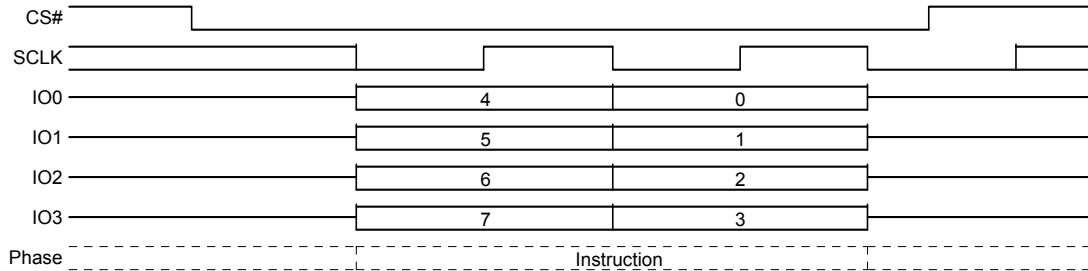 CS#
SCLK
IO0 4 0
IO1 5 1
IO2 6 2
IO3 7 3
Phase Instruction